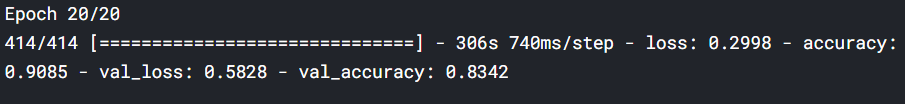 Epoch 20/20
414/414 [==============================] - 306s 740ms/step - loss: 0.2998 - accuracy:
0.9085 - val_loss: 0.5828 - val_accuracy: 0.8342